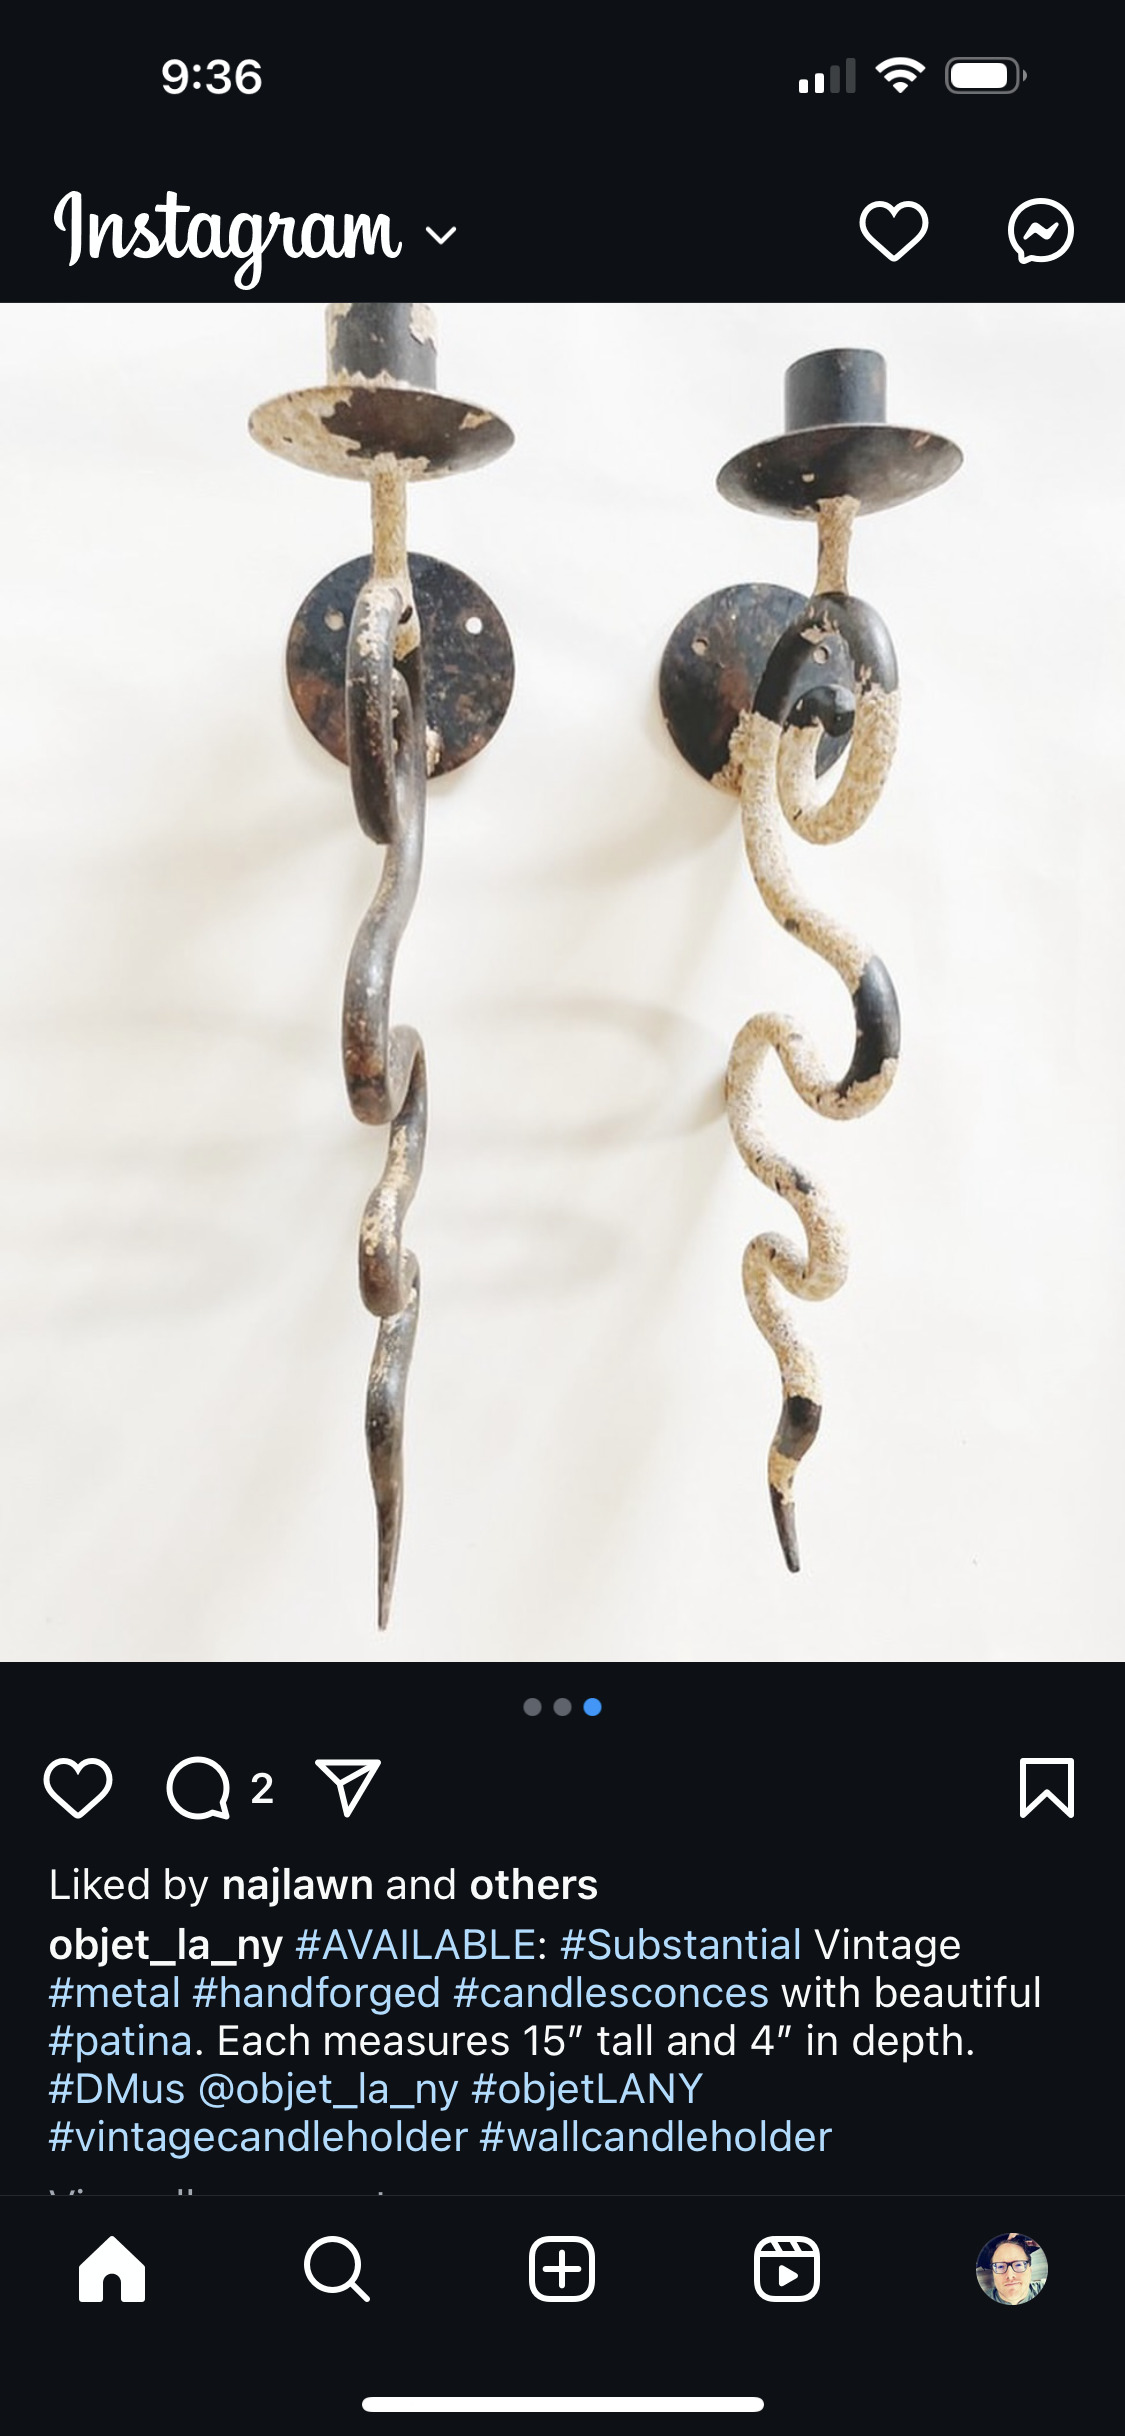 9:36
Instagram
2
Liked by najlawn and others
objet_la_ny #AVAILABLE: #Substantial Vintage
#metal #handforged #candlesconces with beautiful
#patina. Each measures 15” tall and 4” in depth.
#DMus @objet_la_ny #objetLANY
#vintagecandleholder #wallcandleholder